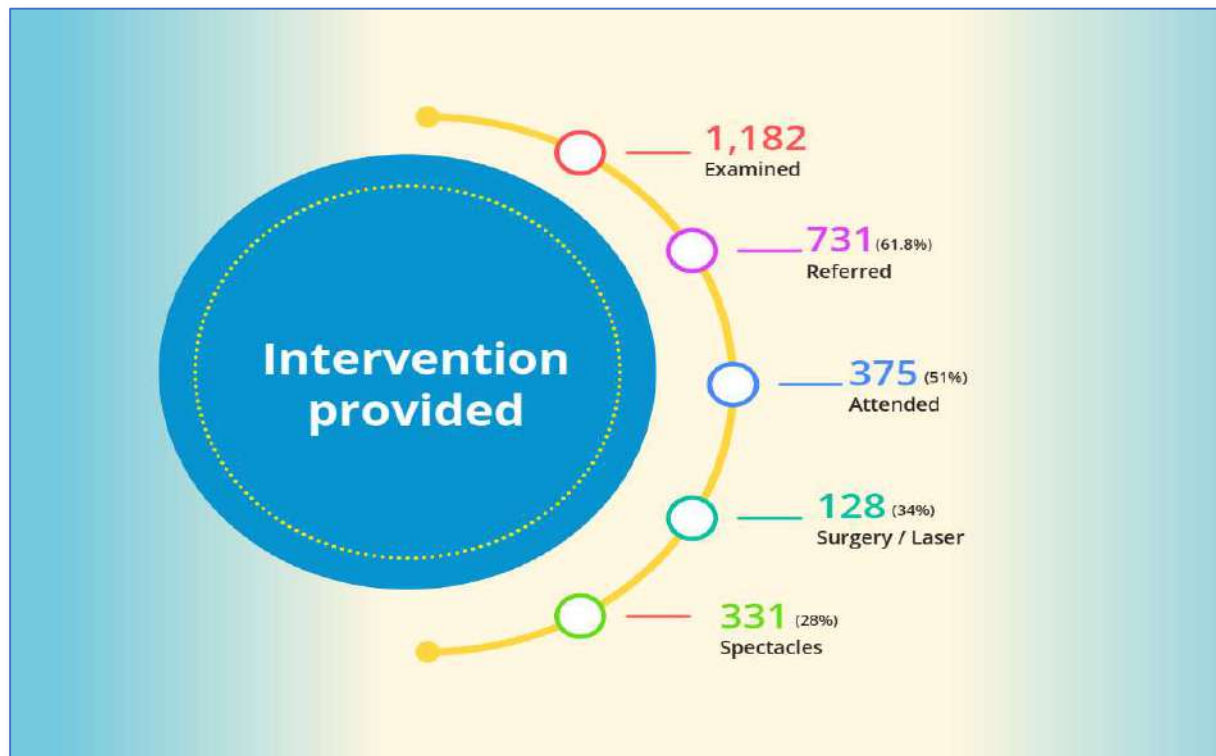 Intervention
provided
1,182
Examined
731 (61.8%)
Referred
375 (51%)
Attended
128 (34%)
Surgery / Laser
331 (28%)
Spectacles